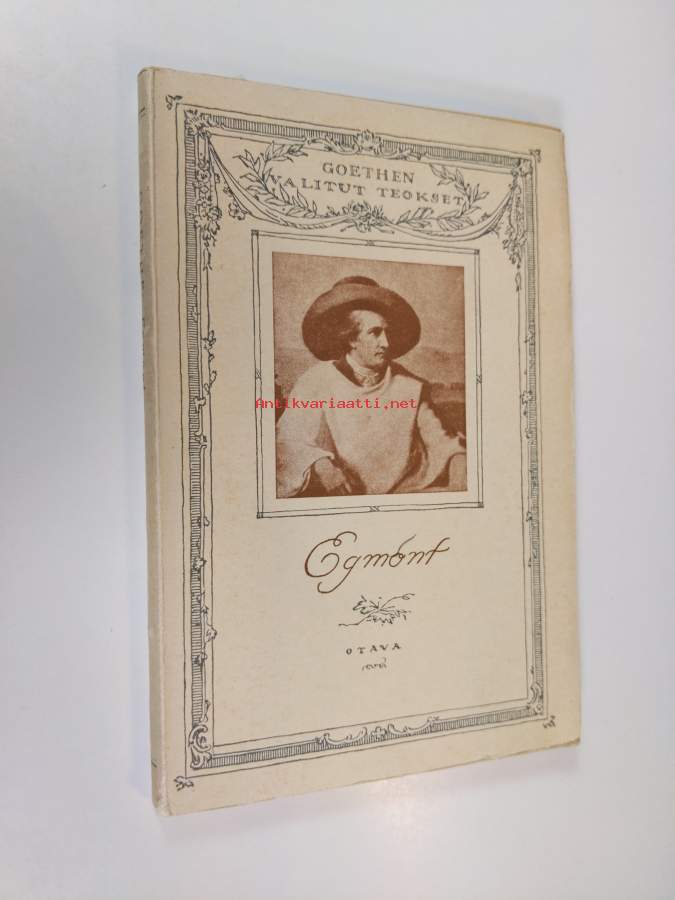 GOETHEN
VALITUT TEOKSET
Antikvariaatti.net
Egmont
OTAVA